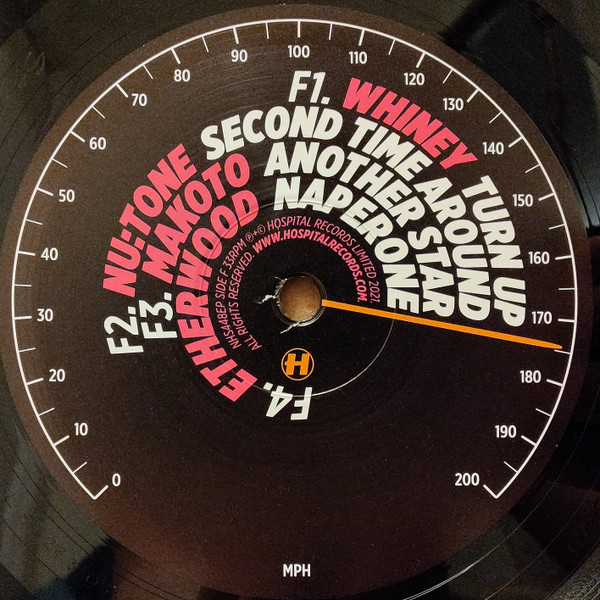 F1. WHINEY TURN UP
F2. NU:TONE SECOND TIME AROUND
F3. MAKOTO ANOTHER STAR
F4. ETHERWOOD NAPERONE
NHS448EP SIDE F 33RPM ℗+© HOSPITAL RECORDS LIMITED 2021.
ALL RIGHTS RESERVED. WWW.HOSPITALRECORDS.COM.
H
0
10
20
30
40
50
60
70
80
90
100
110
120
130
140
150
160
170
180
190
200
MPH